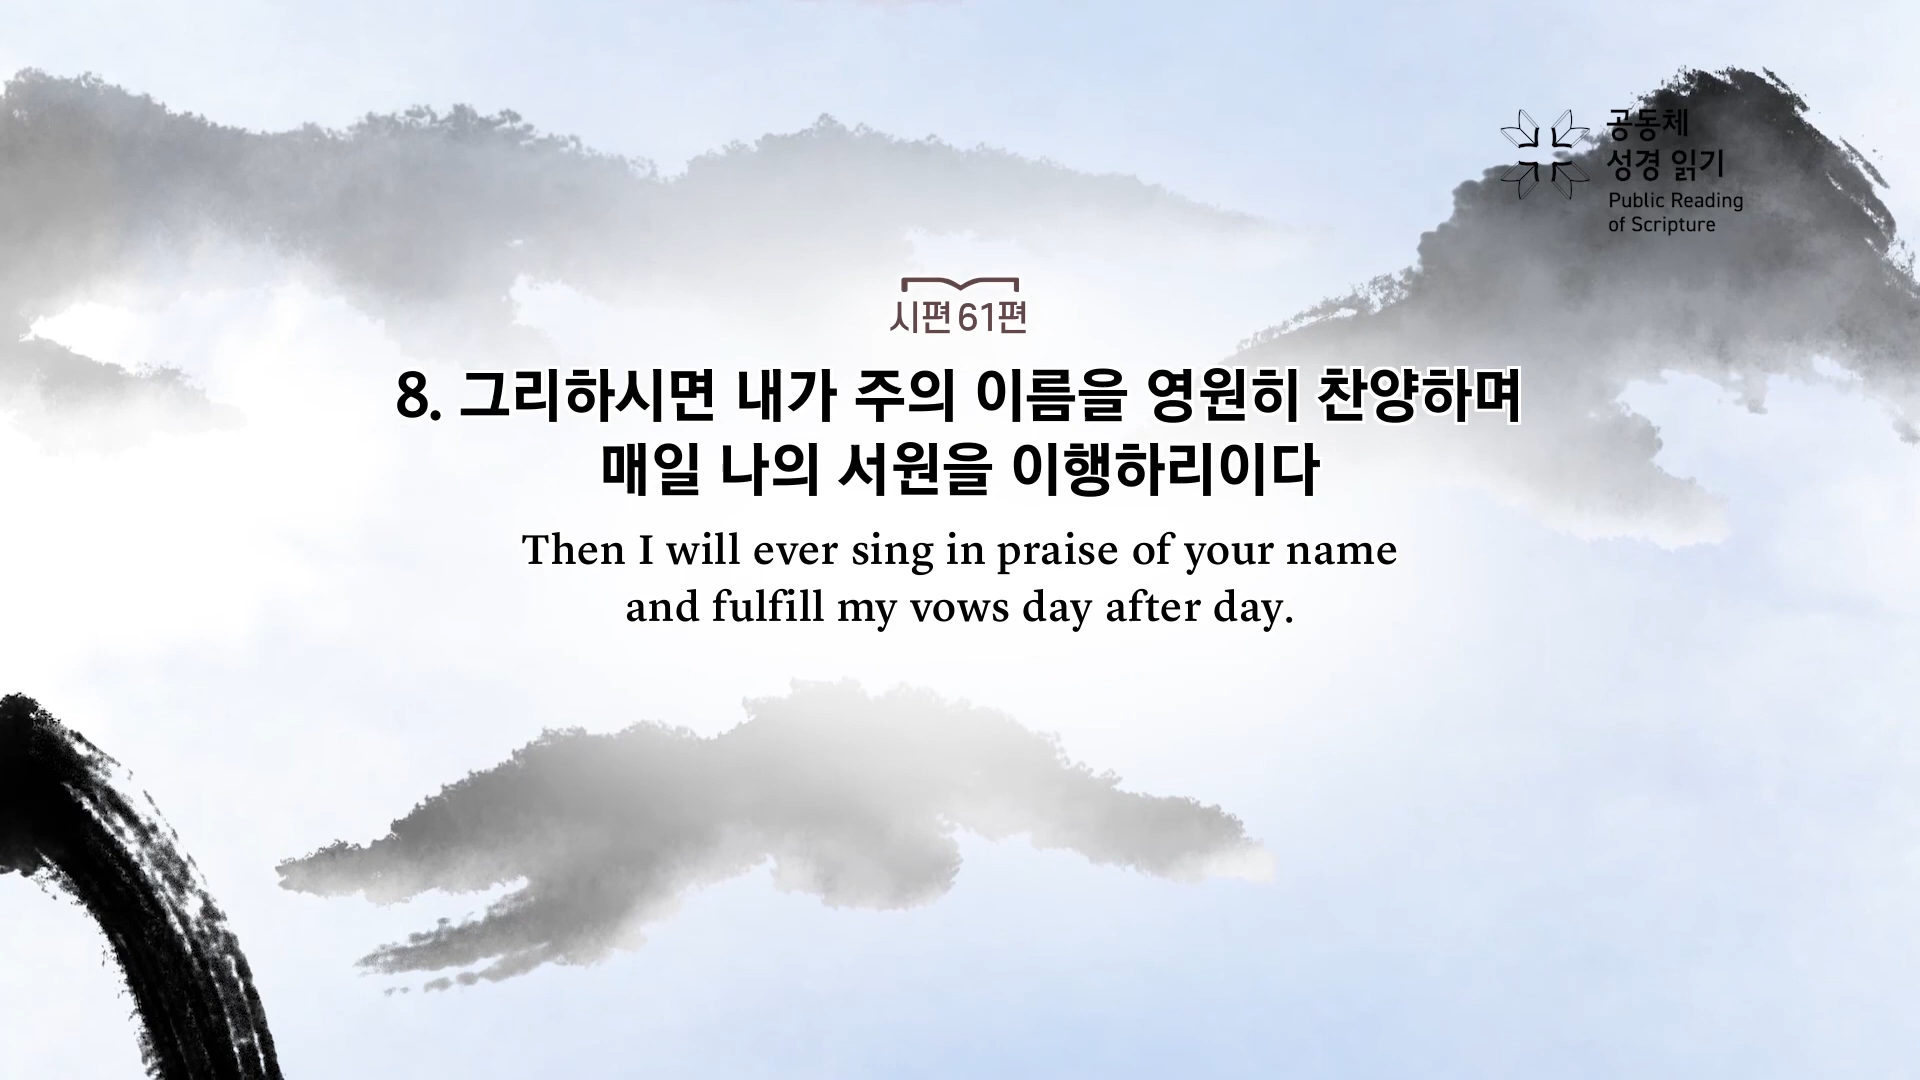 공동체
성경 읽기
Public Reading
of Scripture
시편 61편
8. 그리하시면 내가 주의 이름을 영원히 찬양하며
매일 나의 서원을 이행하리이다
Then I will ever sing in praise of your name
and fulfill my vows day after day.